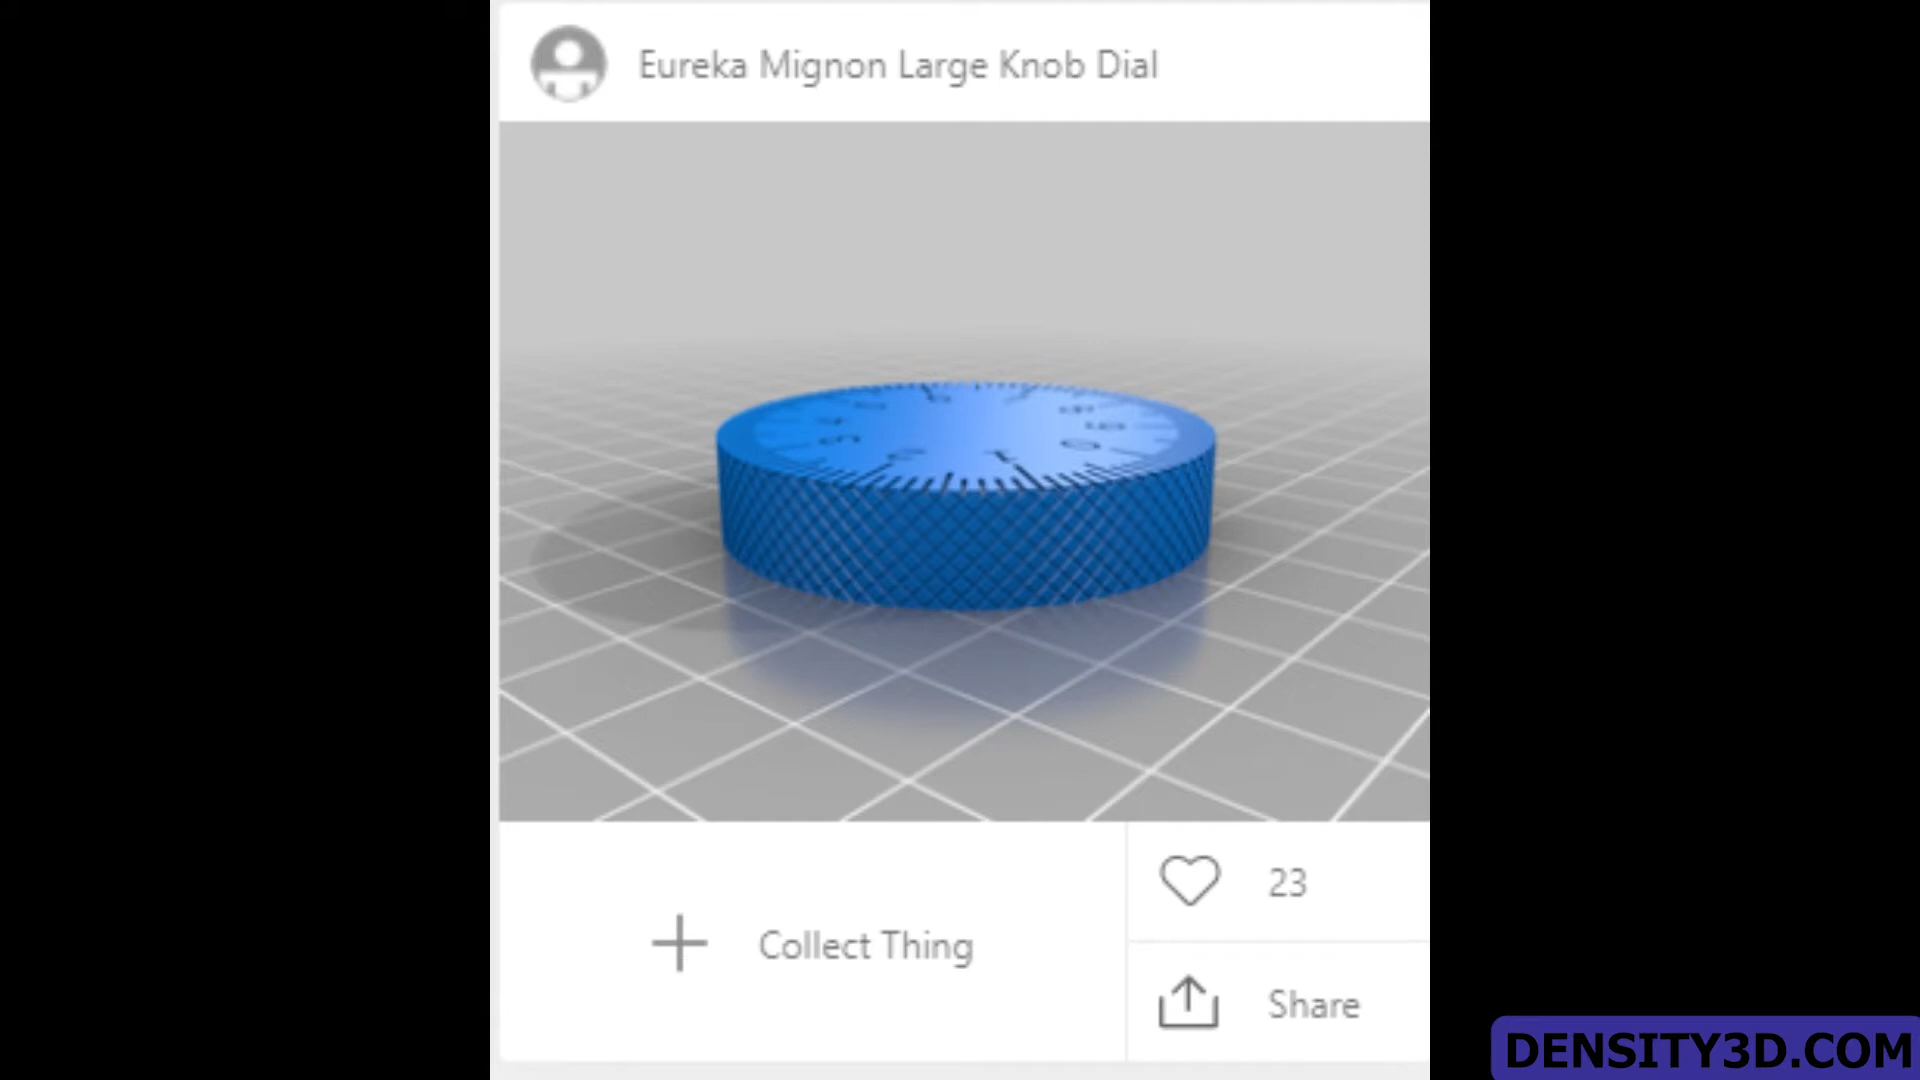 Eureka Mignon Large Knob Dial
23
Collect Thing
Share
DENSITY3D.COM